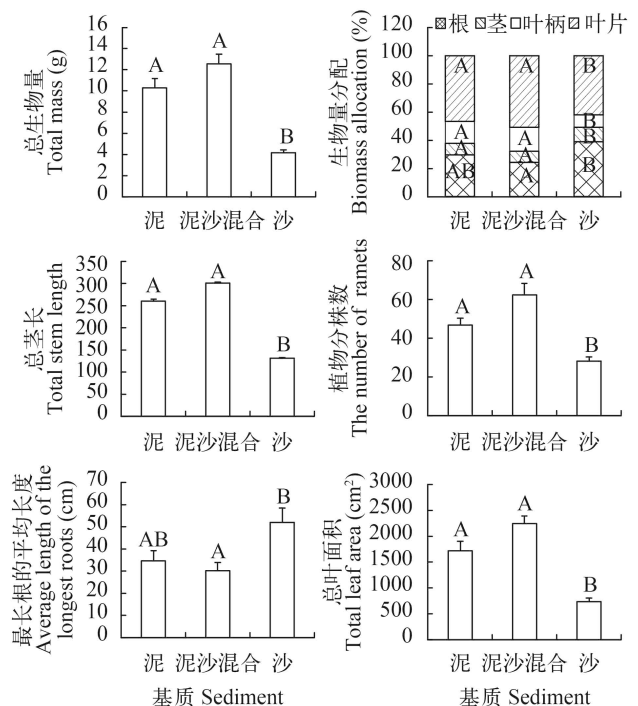 总生物量
Total mass (g)
16
14
12
10
8
6
4
2
0
A
A
B
泥
泥沙混合
沙
根 茎 叶柄 叶片
生物量分配
Biomass allocation (%)
100
80
60
40
20
0
A
A
A
AB
A
A
A
A
B
B
B
B
泥
泥沙混合
沙
总茎长
Total stem length
350
300
250
200
150
100
50
0
A
A
B
泥
泥沙混合
沙
植物分株数
The number of ramets
80
60
40
20
0
A
A
B
泥
泥沙混合
沙
最长根的平均长度
Average length of the
longest roots (cm)
70
60
50
40
30
20
10
0
AB
A
B
泥
泥沙混合
沙
基质 Sediment
总叶面积
Total leaf area (cm²)
3000
2500
2000
1500
1000
500
0
A
A
B
泥
泥沙混合
沙
基质 Sediment